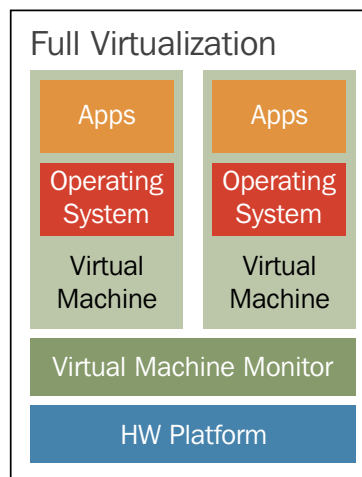 Full Virtualization
Apps
Operating
System
Virtual
Machine
Apps
Operating
System
Virtual
Machine
Virtual Machine Monitor
HW Platform